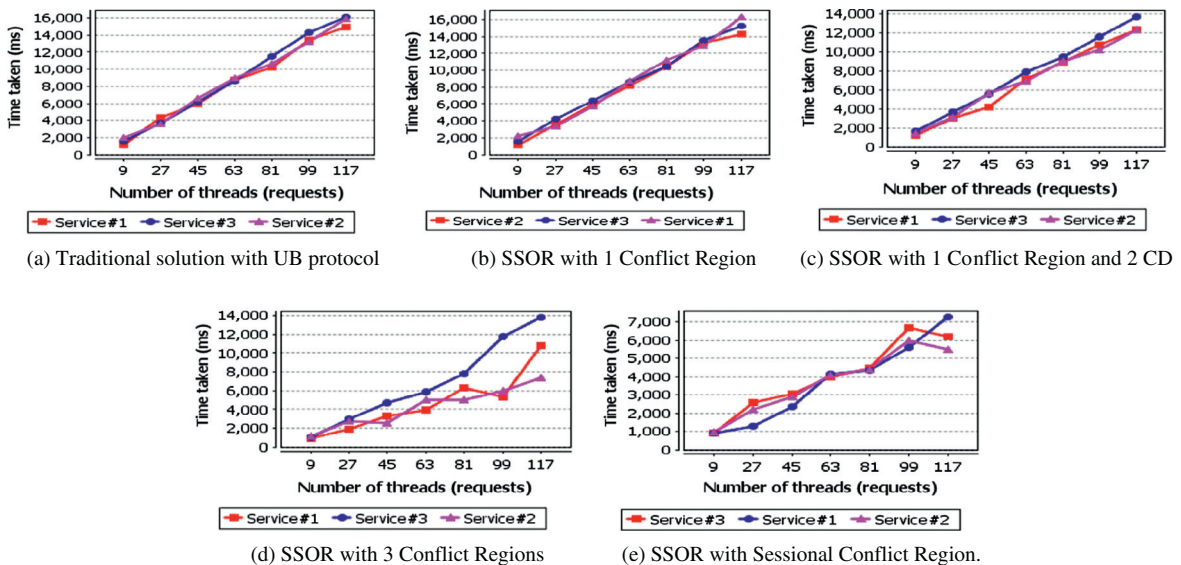 Time taken (ms)
16,000
14,000
12,000
10,000
8,000
6,000
4,000
2,000
0
9 27 45 63 81 99 117
Number of threads (requests)
Service#1 Service#3 Service#2
(a) Traditional solution with UB protocol
Time taken (ms)
16,000
14,000
12,000
10,000
8,000
6,000
4,000
2,000
0
9 27 45 63 81 99 117
Number of threads (requests)
Service#2 Service#3 Service#1
(b) SSOR with 1 Conflict Region
Time taken (ms)
14,000
12,000
10,000
8,000
6,000
4,000
2,000
0
9 27 45 63 81 99 117
Number of threads (requests)
Service#1 Service#3 Service#2
(c) SSOR with 1 Conflict Region and 2 CD
Time taken (ms)
14,000
12,000
10,000
8,000
6,000
4,000
2,000
0
9 27 45 63 81 99 117
Number of threads (requests)
Service#1 Service#3 Service#2
(d) SSOR with 3 Conflict Regions
Time taken (ms)
7,000
6,000
5,000
4,000
3,000
2,000
1,000
0
9 27 45 63 81 99 117
Number of threads (requests)
Service#3 Service#1 Service#2
(e) SSOR with Sessional Conflict Region.